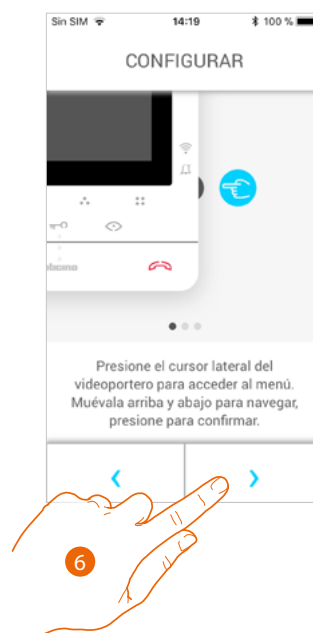 Sin SIM 14:19 100 %
CONFIGURAR
Presione el cursor lateral del
videoportero para acceder al menú.
Muévala arriba y abajo para navegar,
presione para confirmar.
6